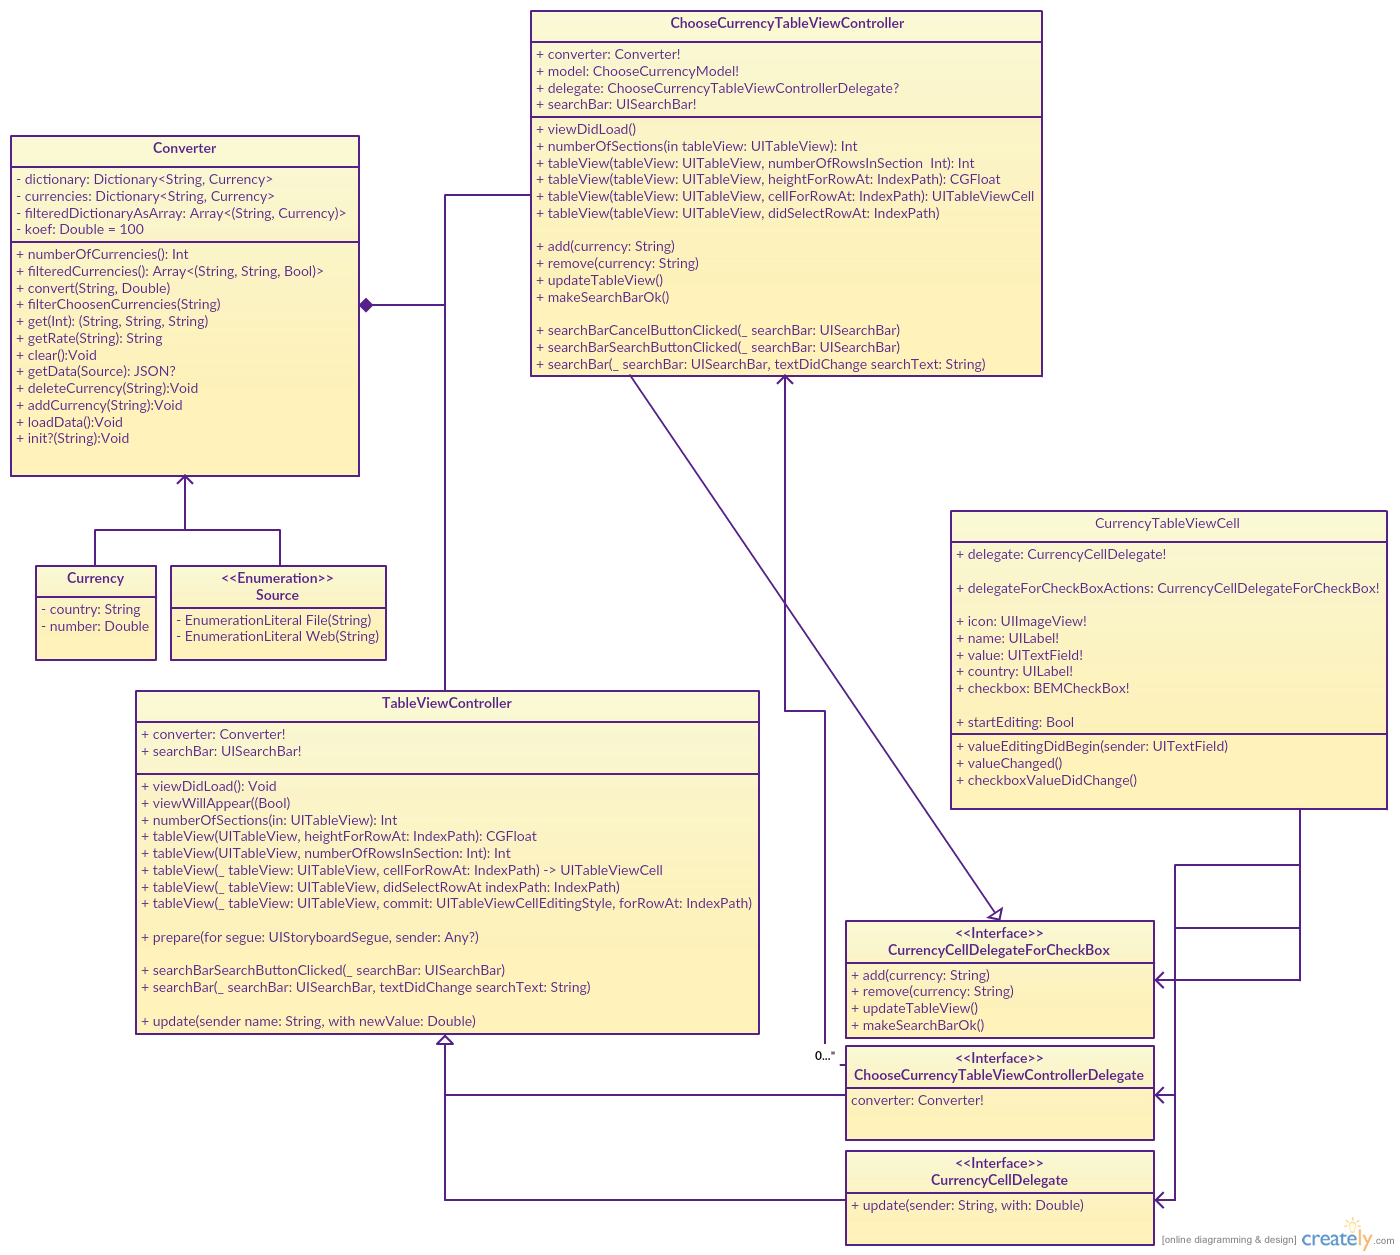 ChooseCurrencyTableViewController
+ converter: Converter!
+ model: ChooseCurrencyModel!
+ delegate: ChooseCurrencyTableViewControllerDelegate?
+ searchBar: UISearchBar!
+ viewDidLoad()
+ numberOfSections(in tableView: UITableView): Int
+ tableView(tableView: UITableView, numberOfRowsInSection  Int): Int
+ tableView(tableView: UITableView, heightForRowAt: IndexPath): CGFloat
+ tableView(tableView: UITableView, cellForRowAt: IndexPath): UITableViewCell
+ tableView(tableView: UITableView, didSelectRowAt: IndexPath)
+ add(currency: String)
+ remove(currency: String)
+ updateTableView()
+ makeSearchBarOk()
+ searchBarCancelButtonClicked(_ searchBar: UISearchBar)
+ searchBarSearchButtonClicked(_ searchBar: UISearchBar)
+ searchBar(_ searchBar: UISearchBar, textDidChange searchText: String)
Converter
- dictionary: Dictionary<String, Currency>
- currencies: Dictionary<String, Currency>
- filteredDictionaryAsArray: Array<(String, Currency)>
- koef: Double = 100
+ numberOfCurrencies(): Int
+ filteredCurrencies(): Array<(String, String, Bool)>
+ convert(String, Double)
+ filterChoosenCurrencies(String)
+ get(Int): (String, String, String)
+ getRate(String): String
+ clear():Void
+ getData(Source): JSON?
+ deleteCurrency(String):Void
+ addCurrency(String):Void
+ loadData():Void
+ init?(String):Void
Currency
- country: String
- number: Double
<<Enumeration>>
Source
- EnumerationLiteral File(String)
- EnumerationLiteral Web(String)
CurrencyTableViewCell
+ delegate: CurrencyCellDelegate!
+ delegateForCheckBoxActions: CurrencyCellDelegateForCheckBox!
+ icon: UIImageView!
+ name: UILabel!
+ value: UITextField!
+ country: UILabel!
+ checkbox: BEMCheckBox!
+ startEditing: Bool
+ valueEditingDidBegin(sender: UITextField)
+ valueChanged()
+ checkboxValueDidChange()
TableViewController
+ converter: Converter!
+ searchBar: UISearchBar!
+ viewDidLoad(): Void
+ viewWillAppear((Bool)
+ numberOfSections(in: UITableView): Int
+ tableView(UITableView, heightForRowAt: IndexPath): CGFloat
+ tableView(UITableView, numberOfRowsInSection: Int): Int
+ tableView(_ tableView: UITableView, cellForRowAt: IndexPath) -> UITableViewCell
+ tableView(_ tableView: UITableView, didSelectRowAt indexPath: IndexPath)
+ tableView(_ tableView: UITableView, commit: UITableViewCellEditingStyle, forRowAt: IndexPath)
+ prepare(for segue: UIStoryboardSegue, sender: Any?)
+ searchBarSearchButtonClicked(_ searchBar: UISearchBar)
+ searchBar(_ searchBar: UISearchBar, textDidChange searchText: String)
+ update(sender name: String, with newValue: Double)
<<Interface>>
CurrencyCellDelegateForCheckBox
+ add(currency: String)
+ remove(currency: String)
+ updateTableView()
+ makeSearchBarOk()
0..."
<<Interface>>
ChooseCurrencyTableViewControllerDelegate
converter: Converter!
<<Interface>>
CurrencyCellDelegate
+ update(sender: String, with: Double)
[online diagramming & design] creately.com